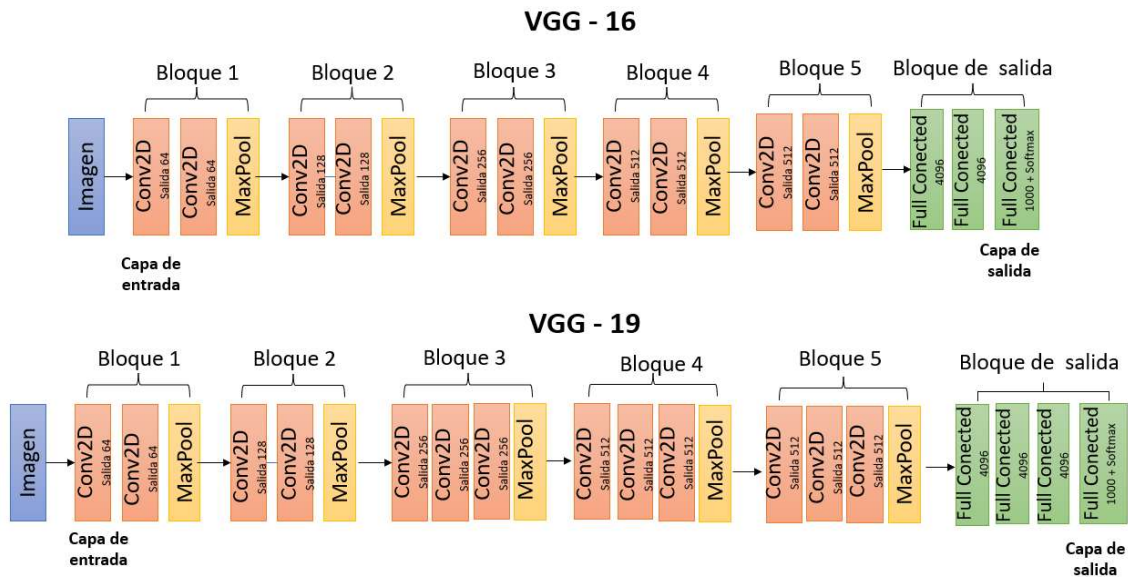 VGG - 16
Bloque 1
Bloque 2
Bloque 3
Bloque 4
Bloque 5
Bloque de salida
Imagen
Conv2D
Salida 64
Conv2D
Salida 64
MaxPool
Conv2D
Salida 128
Conv2D
Salida 128
MaxPool
Conv2D
Salida 256
Conv2D
Salida 256
MaxPool
Conv2D
Salida 512
Conv2D
Salida 512
MaxPool
Conv2D
Salida 512
Conv2D
Salida 512
MaxPool
Full Conected
4096
Full Conected
4096
Full Conected
1000 + Softmax
Capa de
entrada
Capa de
salida
VGG - 19
Bloque 1
Bloque 2
Bloque 3
Bloque 4
Bloque 5
Bloque de salida
Imagen
Conv2D
Salida 64
Conv2D
Salida 64
MaxPool
Conv2D
Salida 128
Conv2D
Salida 128
MaxPool
Conv2D
Salida 256
Conv2D
Salida 256
Conv2D
Salida 256
MaxPool
Conv2D
Salida 512
Conv2D
Salida 512
Conv2D
Salida 512
MaxPool
Conv2D
Salida 512
Conv2D
Salida 512
Conv2D
Salida 512
MaxPool
Full Conected
4096
Full Conected
4096
Full Conected
4096
Full Conected
1000 + Softmax
Capa de
entrada
Capa de
salida